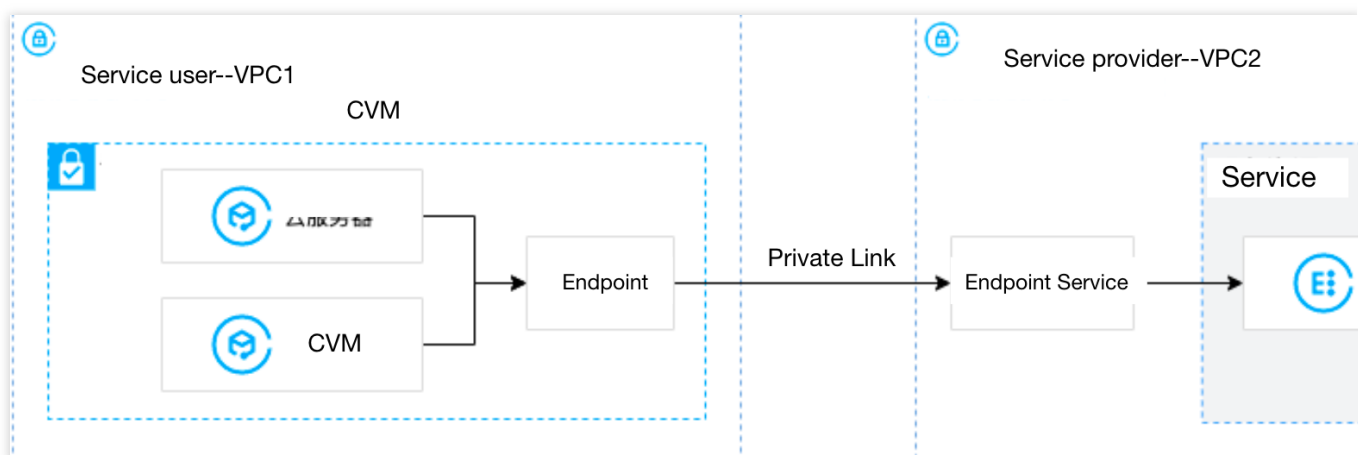 Service user--VPC1
Service provider--VPC2
CVM
Service
Private Link
Endpoint
Endpoint Service
CVM